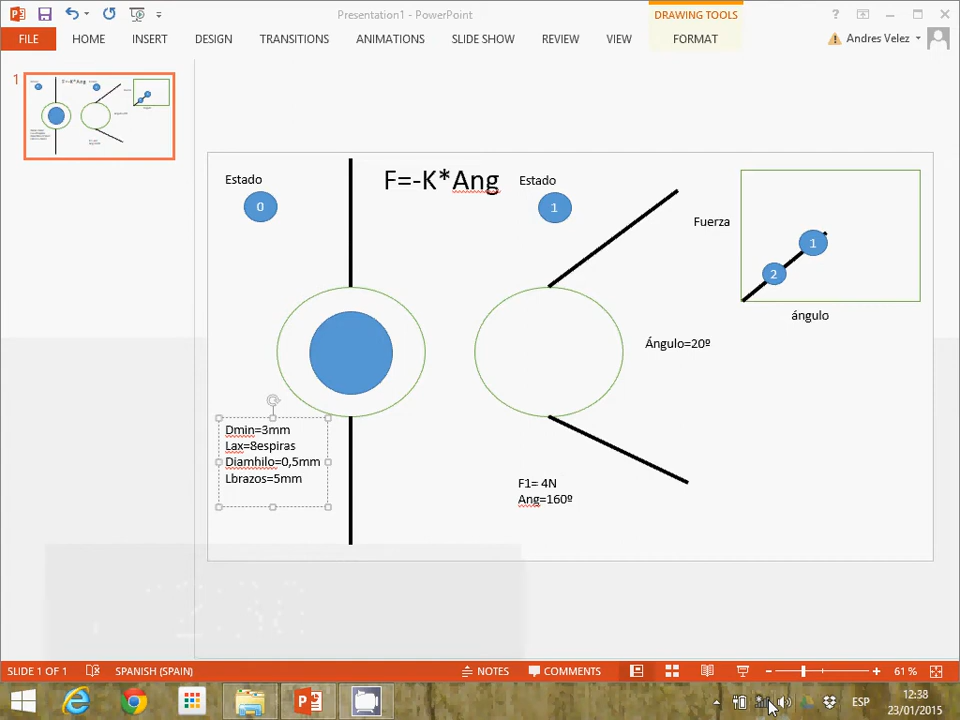 Presentation1 - PowerPoint
DRAWING TOOLS
FILE
HOME
INSERT
DESIGN
TRANSITIONS
ANIMATIONS
SLIDE SHOW
REVIEW
VIEW
FORMAT
Andres Velez
1
Estado
0
F=-K*Ang
Estado
1
Fuerza
1
2
ángulo
Ángulo=20º
Dmin=3mm
Lax=8espiras
Diamhilo=0,5mm
Lbrazos=5mm
F1= 4N
Ang=160º
SLIDE 1 OF 1
SPANISH (SPAIN)
NOTES
COMMENTS
61 %
ESP
12:38
23/01/2015